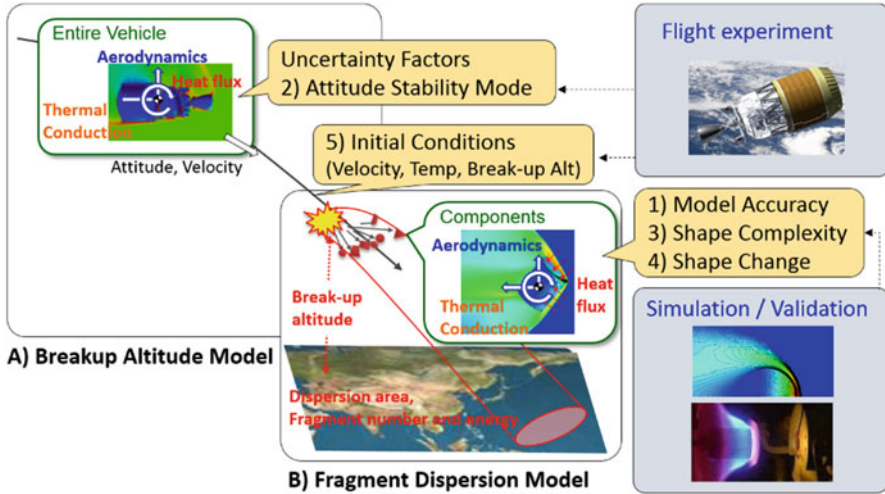 Entire Vehicle
Aerodynamics
Heat flux
Thermal
Conduction
Attitude, Velocity
Uncertainty Factors
2) Attitude Stability Mode
Flight experiment
5) Initial Conditions
(Velocity, Temp, Break-up Alt)
Components
Aerodynamics
Heat
flux
Thermal
Conduction
1) Model Accuracy
3) Shape Complexity
4) Shape Change
Break-up
altitude
Simulation / Validation
A) Breakup Altitude Model
Dispersion area,
Fragment number and energy
B) Fragment Dispersion Model